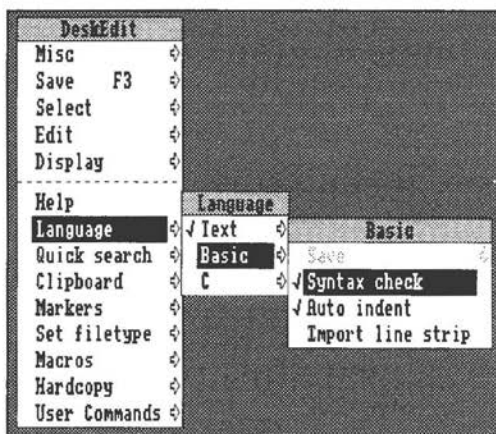 DeskEdit
Misc
Save F3
Select
Edit
Display
Help
Language
Quick search
Clipboard
Markers
Set filetype
Macros
Hardcopy
User Commands
Language
√ Text
Basic
C
Basic
Save
√ Syntax check
√ Auto indent
Import line strip